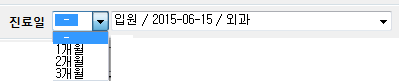 진료일 - 입원 / 2015-06-15 / 외과
-
1개월
2개월
3개월